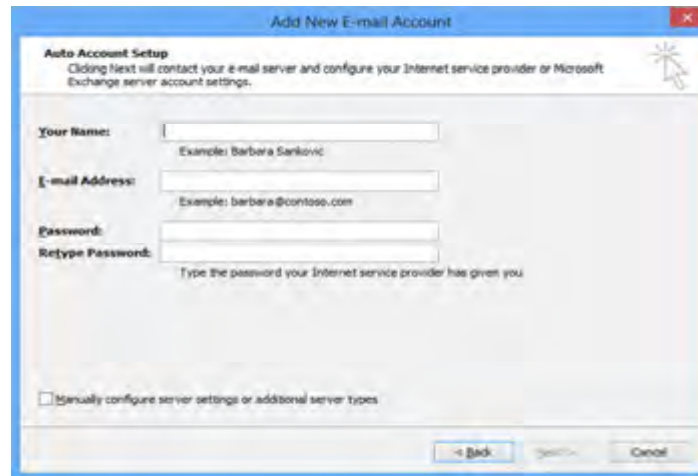 Add New E-mail Account
Auto Account Setup
Clicking Next will contact your e-mail server and configure your Internet service provider or Microsoft
Exchange server account settings.
Your Name:
Example: Barbara Sankovic
E-mail Address:
Example: barbara@contoso.com
Password:
Retype Password:
Type the password your Internet service provider has given you
Manually configure server settings or additional server types
< Back
Next >
Cancel